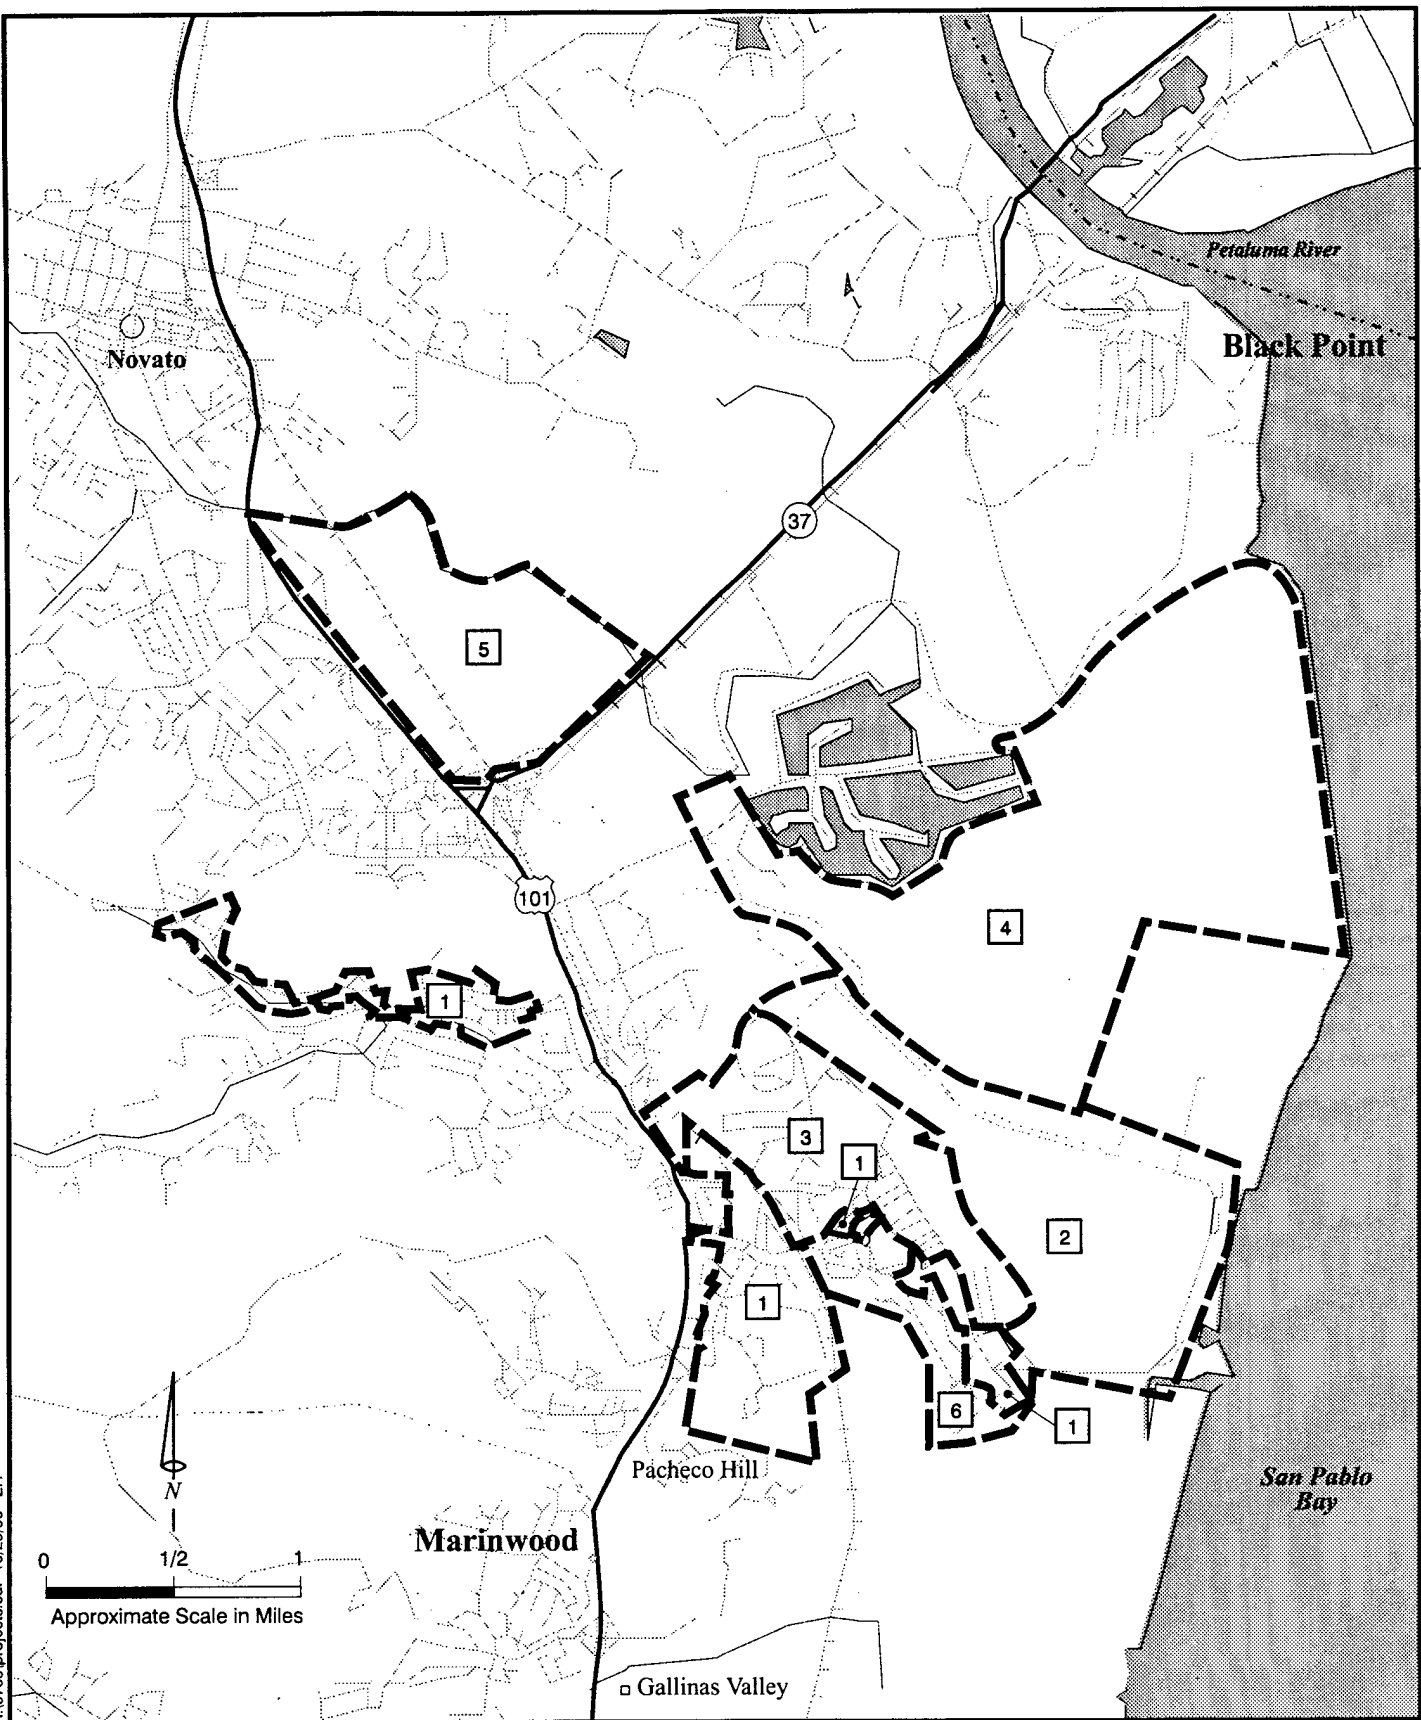 Petaluma River
Black Point
Novato
37
5
101
4
1
3
1
2
1
6
1
Pacheco Hill
San Pablo
Bay
N
Marinwood
0 1/2 1
Approximate Scale in Miles
Gallinas Valley